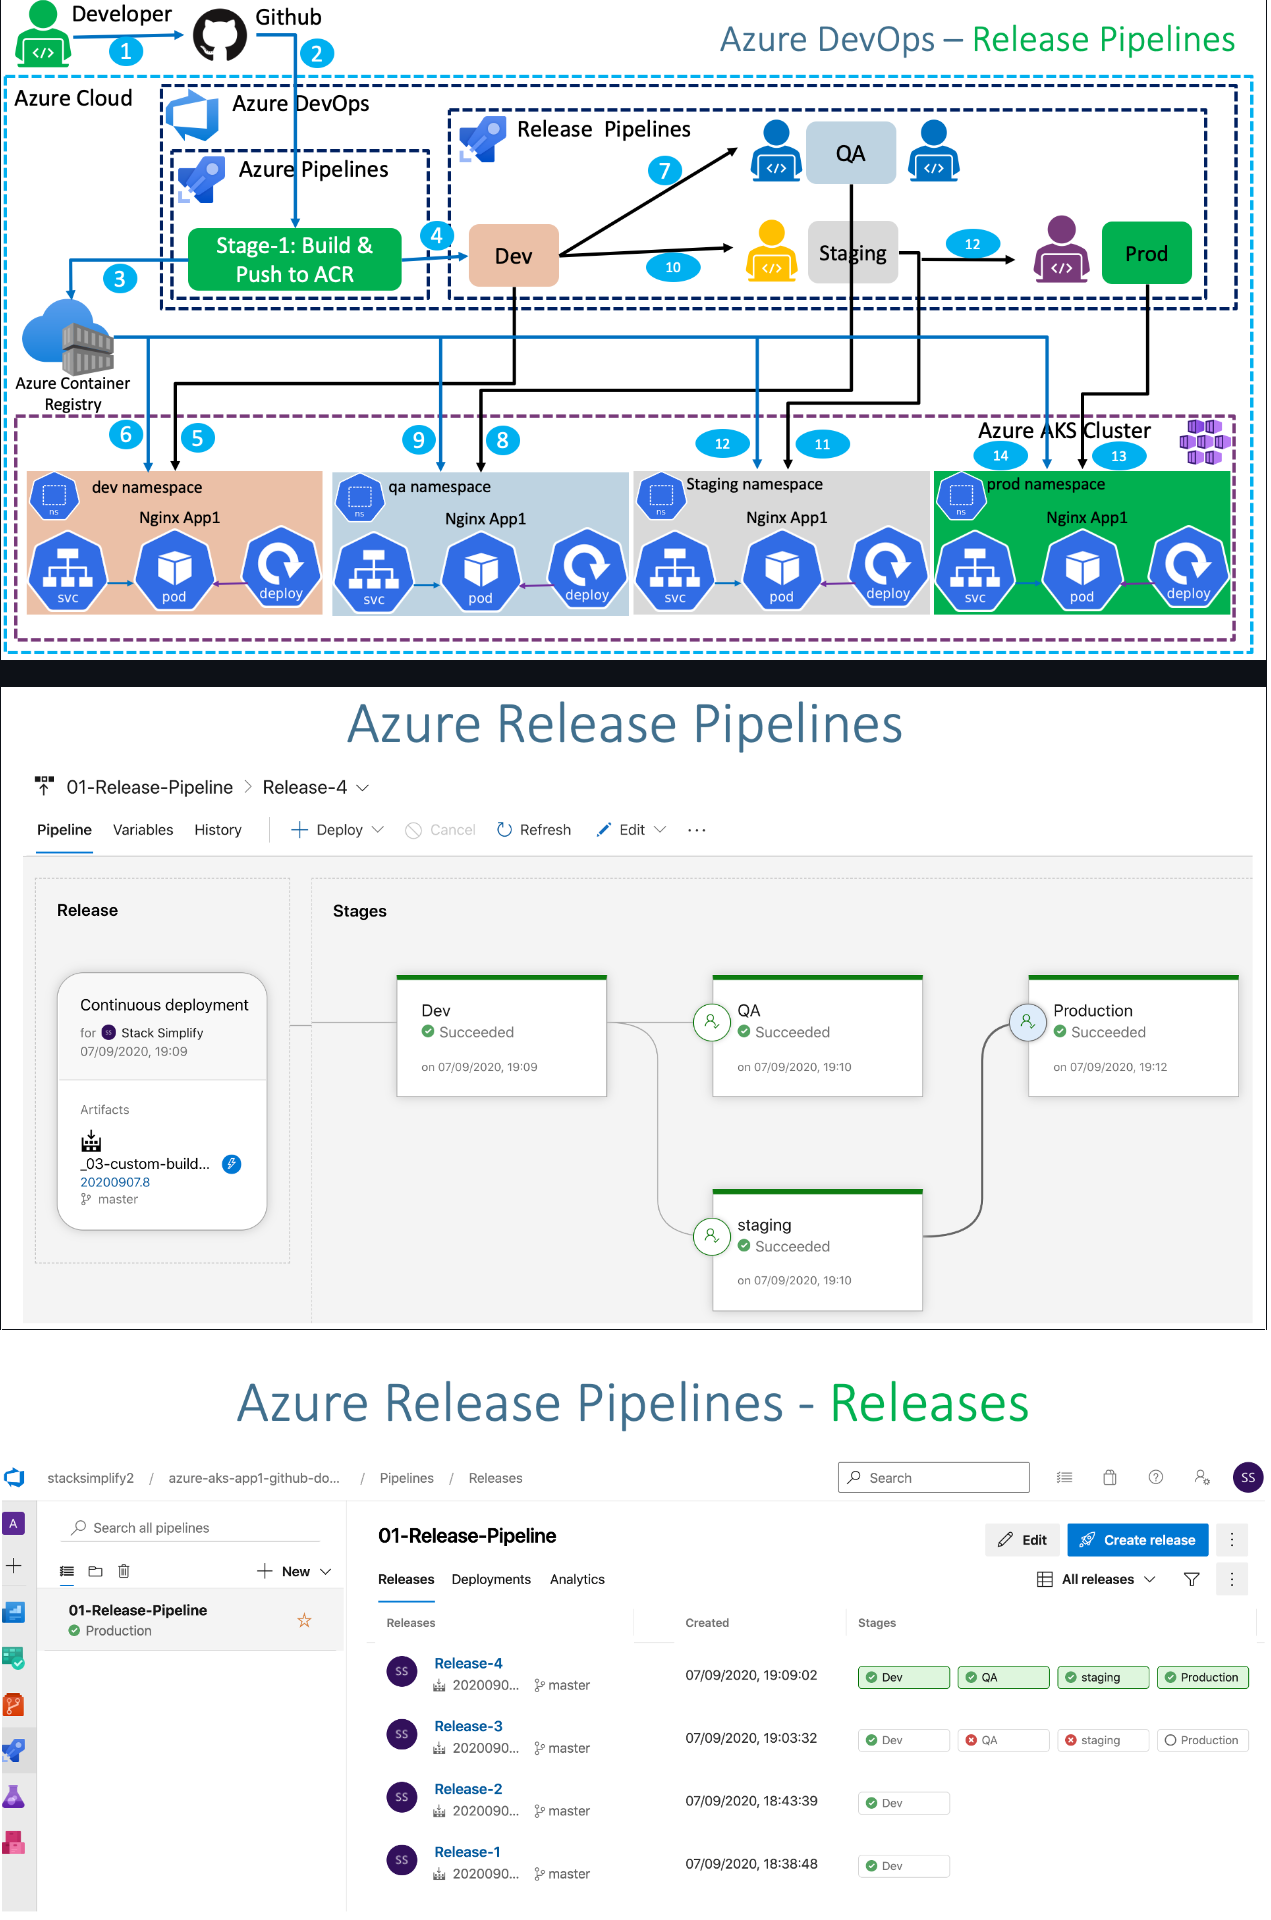 Developer
Github
1
2
Azure DevOps – Release Pipelines
Azure Cloud
Azure DevOps
Release Pipelines
Azure Pipelines
7
QA
Stage-1: Build &
Push to ACR
4
Dev
10
Staging
12
Prod
3
Azure Container
Registry
Azure AKS Cluster
6
5
9
8
12
11
14
13
ns
dev namespace
Nginx App1
svc
pod
deploy
ns
qa namespace
Nginx App1
svc
pod
deploy
ns
Staging namespace
Nginx App1
svc
pod
deploy
ns
prod namespace
Nginx App1
svc
pod
deploy
Azure Release Pipelines
01-Release-Pipeline > Release-4
Pipeline Variables History + Deploy Cancel Refresh Edit ...
Release
Stages
Continuous deployment
for SS Stack Simplify
07/09/2020, 19:09
Artifacts
_03-custom-build...
20200907.8
master
Dev
Succeeded
on 07/09/2020, 19:09
QA
Succeeded
on 07/09/2020, 19:10
Production
Succeeded
on 07/09/2020, 19:12
staging
Succeeded
on 07/09/2020, 19:10
Azure Release Pipelines - Releases
stacksimplify2 / azure-aks-app1-github-do... / Pipelines / Releases
Search
SS
A
Search all pipelines
+ New
01-Release-Pipeline
Production
01-Release-Pipeline
Edit
Create release
Releases Deployments Analytics
All releases
Releases Created Stages
SS Release-4
2020090... master
07/09/2020, 19:09:02
Dev QA staging Production
SS Release-3
2020090... master
07/09/2020, 19:03:32
Dev QA staging Production
SS Release-2
2020090... master
07/09/2020, 18:43:39
Dev
SS Release-1
2020090... master
07/09/2020, 18:38:48
Dev